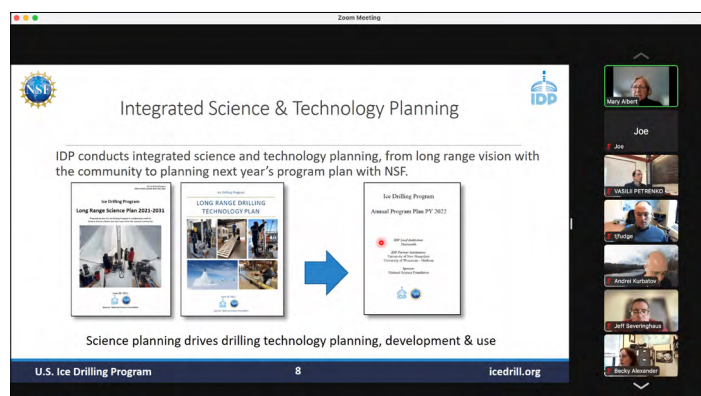 Zoom Meeting
NSF
IDP
Integrated Science & Technology Planning
IDP conducts integrated science and technology planning, from long range vision with
the community to planning next year's program plan with NSF.
Ice Drilling Program
Long Range Science Plan 2021-2031
Ice Drilling Program
LONG RANGE DRILLING
TECHNOLOGY PLAN
Ice Drilling Program
Annual Program Plan PY 2022
IDP Lead Institution:
Dartmouth
IDP Partner Institutions:
University of New Hampshire
University of Wisconsin - Madison
Sponsor:
National Science Foundation
Science planning drives drilling technology planning, development & use
U.S. Ice Drilling Program
8
icedrill.org
Mary Albert
Joe
Joe
VASILII PETRENKO
tjfudge
Andrei Kurbatov
Jeff Severinghaus
Becky Alexander